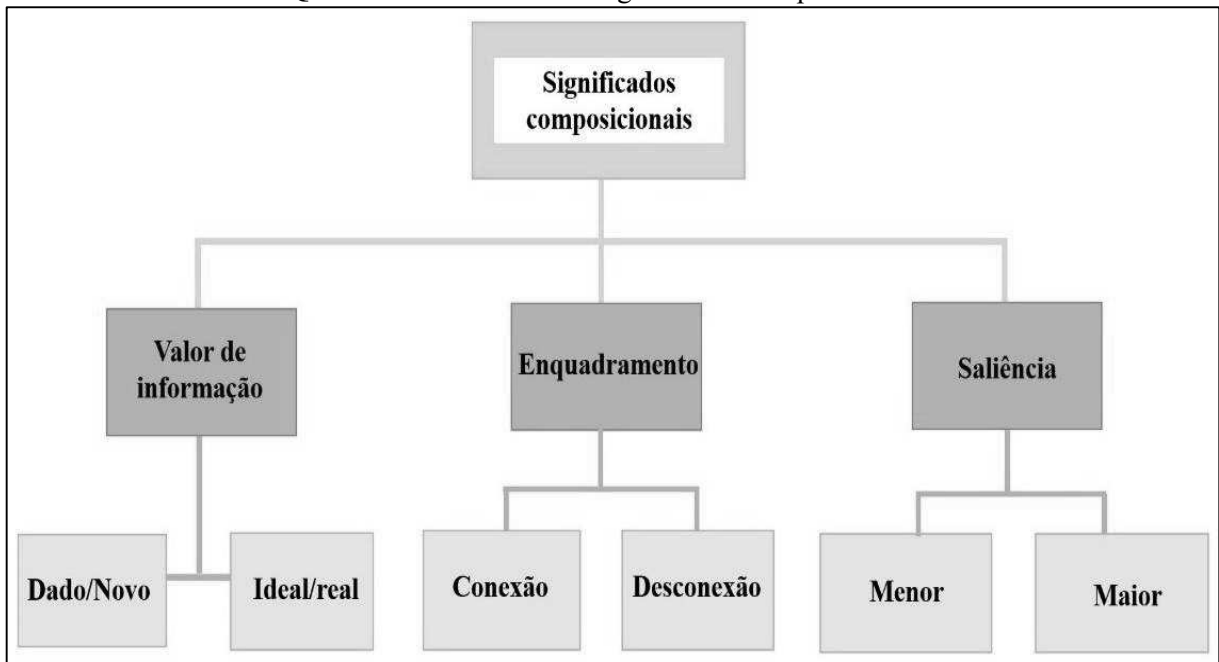 Significados
composicionais
Valor de
informação
Enquadramento
Saliência
Dado/Novo
Ideal/real
Conexão
Desconexão
Menor
Maior